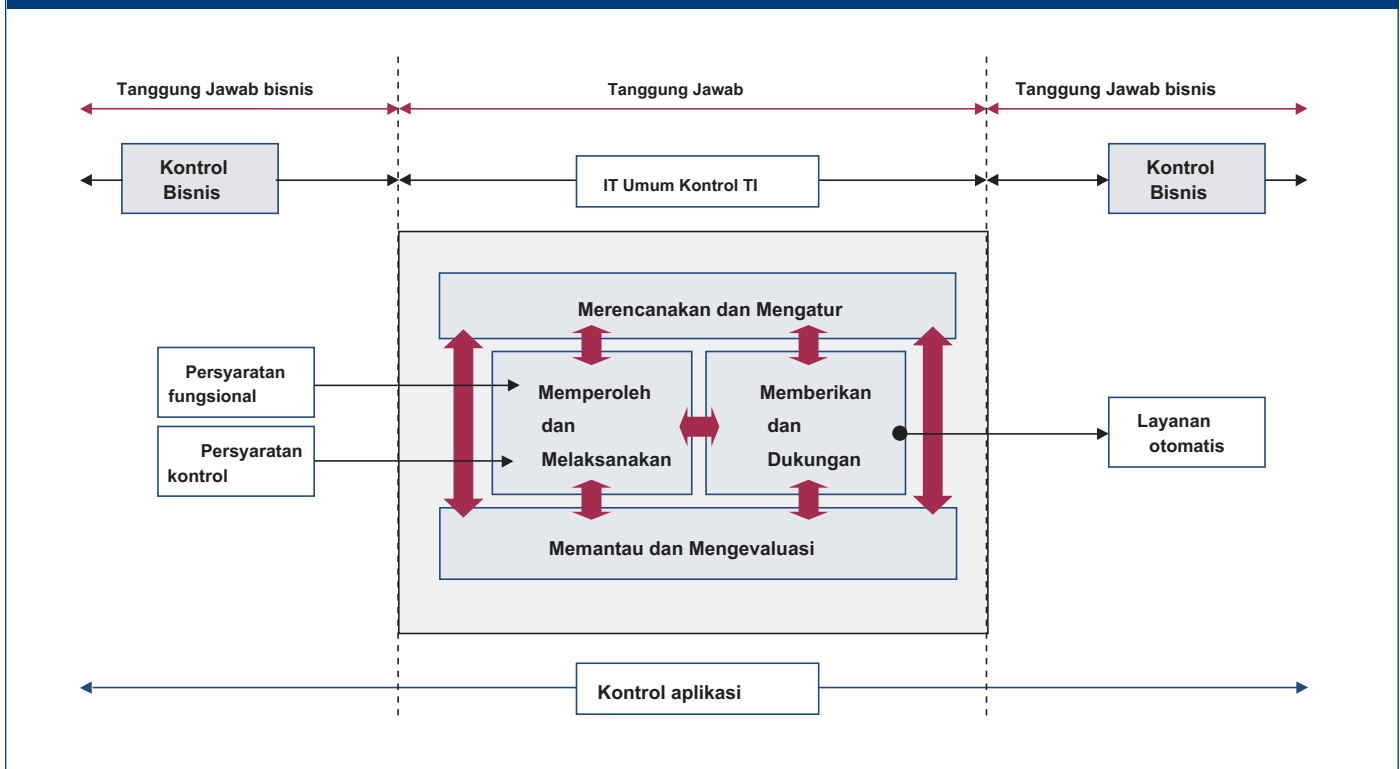 Tanggung Jawab bisnis
Tanggung Jawab
Tanggung Jawab bisnis
Kontrol
Bisnis
IT Umum Kontrol TI
Kontrol
Bisnis
Merencanakan dan Mengatur
Persyaratan
fungsional
Persyaratan
kontrol
Memperoleh
dan
Melaksanakan
Memberikan
dan
Dukungan
Layanan
otomatis
Memantau dan Mengevaluasi
Kontrol aplikasi